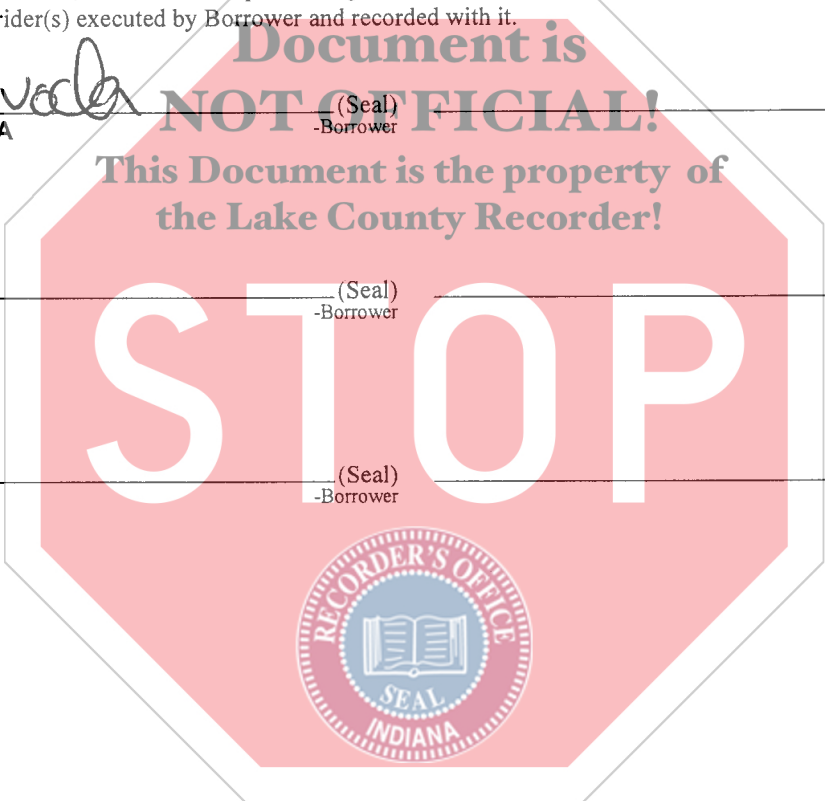 rider(s) executed by Borrower and recorded with it.
Document is
(Seal)
NOT OFFICIAL!
-Borrower
A
This Document is the property of
the Lake County Recorder!
(Seal)
-Borrower
STOP
(Seal)
-Borrower
RECORDER'S OFFICE
SEAL
INDIANA